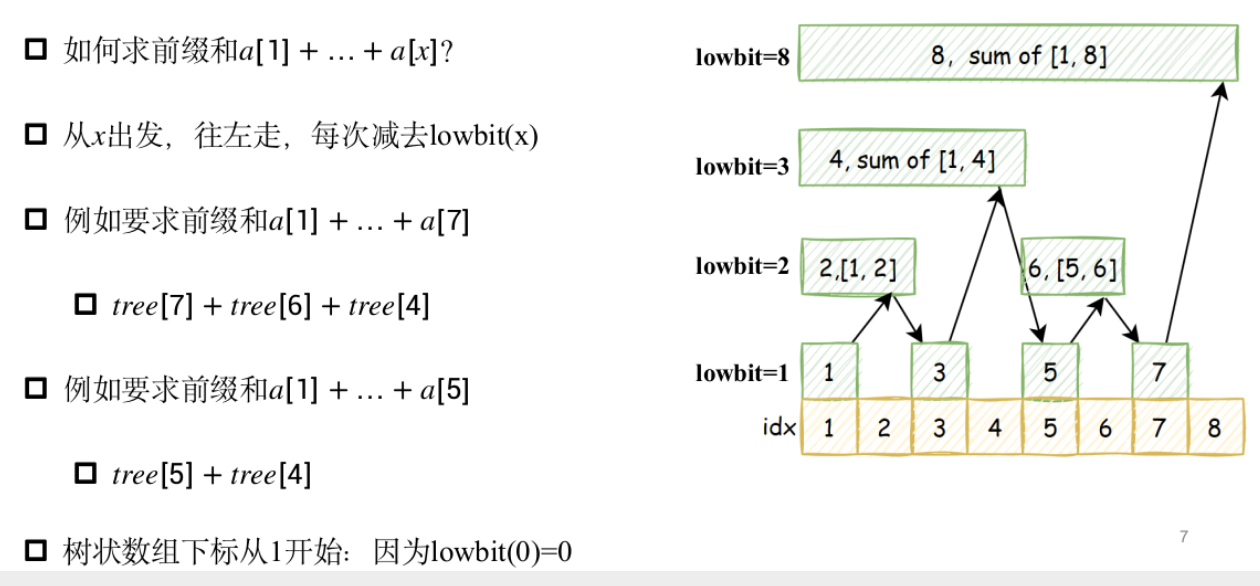 如何求前缀和a[1] + … + a[x]?
从x出发，往左走，每次减去lowbit(x)
例如要求前缀和a[1] + … + a[7]
tree[7] + tree[6] + tree[4]
例如要求前缀和a[1] + … + a[5]
tree[5] + tree[4]
树状数组下标从1开始：因为lowbit(0)=0
lowbit=8
8, sum of [1, 8]
lowbit=3
4, sum of [1, 4]
lowbit=2
2,[1, 2]
6, [5, 6]
lowbit=1
1 3 5 7
idx
1 2 3 4 5 6 7 8
7